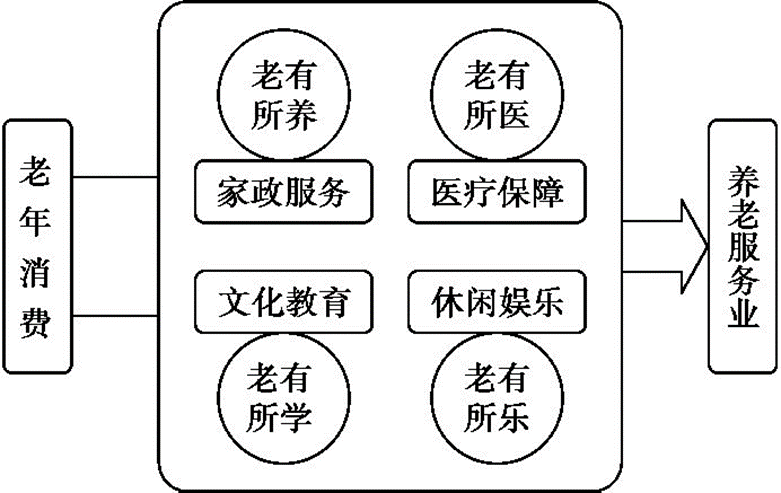 老年消费
老有
所养
家政服务
老有
所医
医疗保障
文化教育
老有
所学
休闲娱乐
老有
所乐
养老服务业